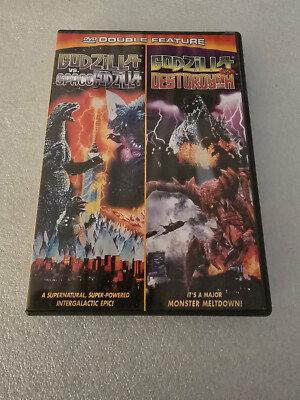 DVD DOUBLE FEATURE
GODZILLA
VS.
SPACEGODZILLA
GODZILLA
VS.
DESTOROYAH
A SUPERNATURAL, SUPER-POWERED
INTERGALACTIC EPIC!
IT'S A MAJOR
MONSTER MELTDOWN!